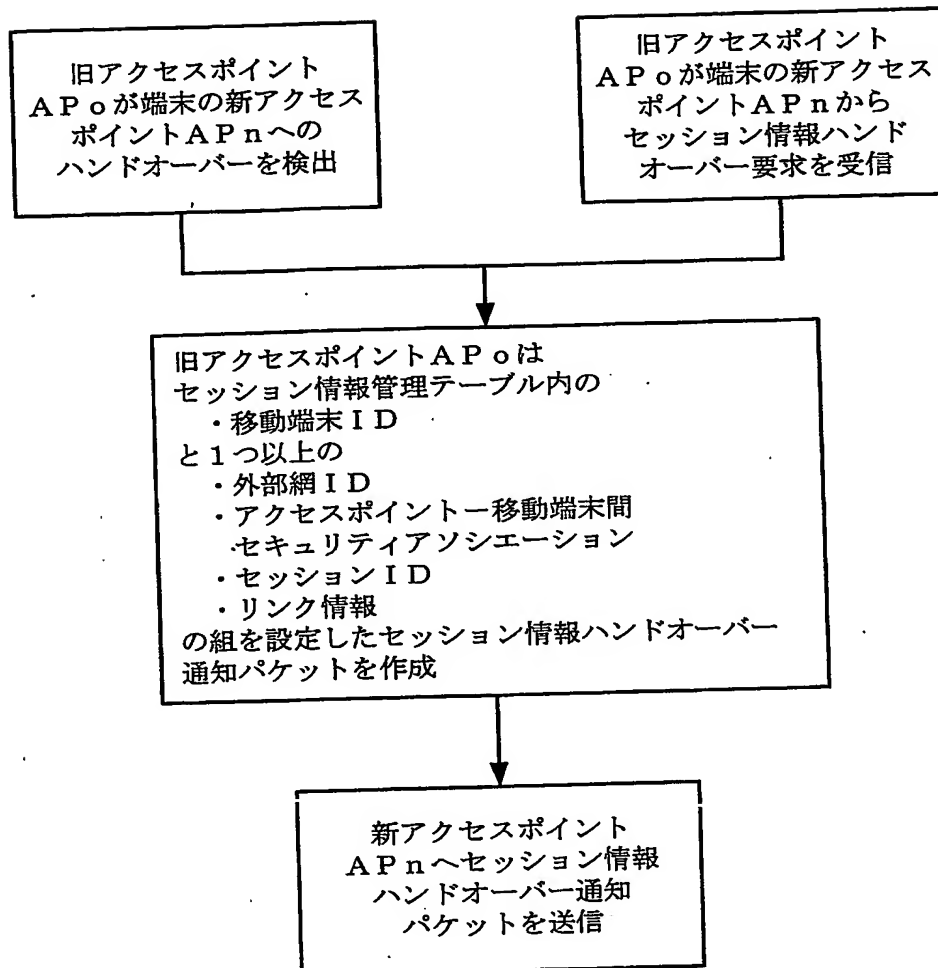 旧アクセスポイント
APoが端末の新アクセス
ポイントAPnへの
ハンドオーバーを検出
旧アクセスポイント
APoが端末の新アクセス
ポイントAPnから
セッション情報ハンド
オーバー要求を受信
旧アクセスポイントAPoは
セッション情報管理テーブル内の
・移動端末ID
と1つ以上の
・外部網ID
・アクセスポイントー移動端末間
セキュリティアソシエーション
・セッションID
・リンク情報
の組を設定したセッション情報ハンドオーバー
通知パケットを作成
新アクセスポイント
APnへセッション情報
ハンドオーバー通知
パケットを送信